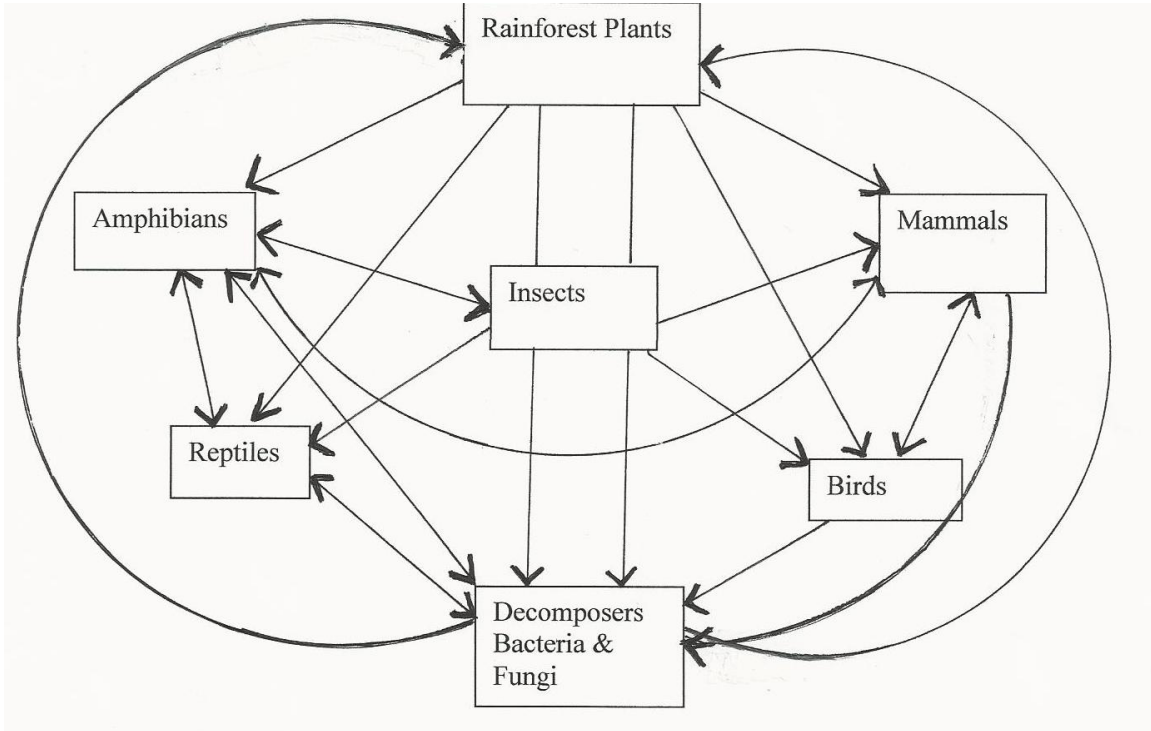 Rainforest Plants
Amphibians
Mammals
Insects
Reptiles
Birds
Decomposers
Bacteria &
Fungi